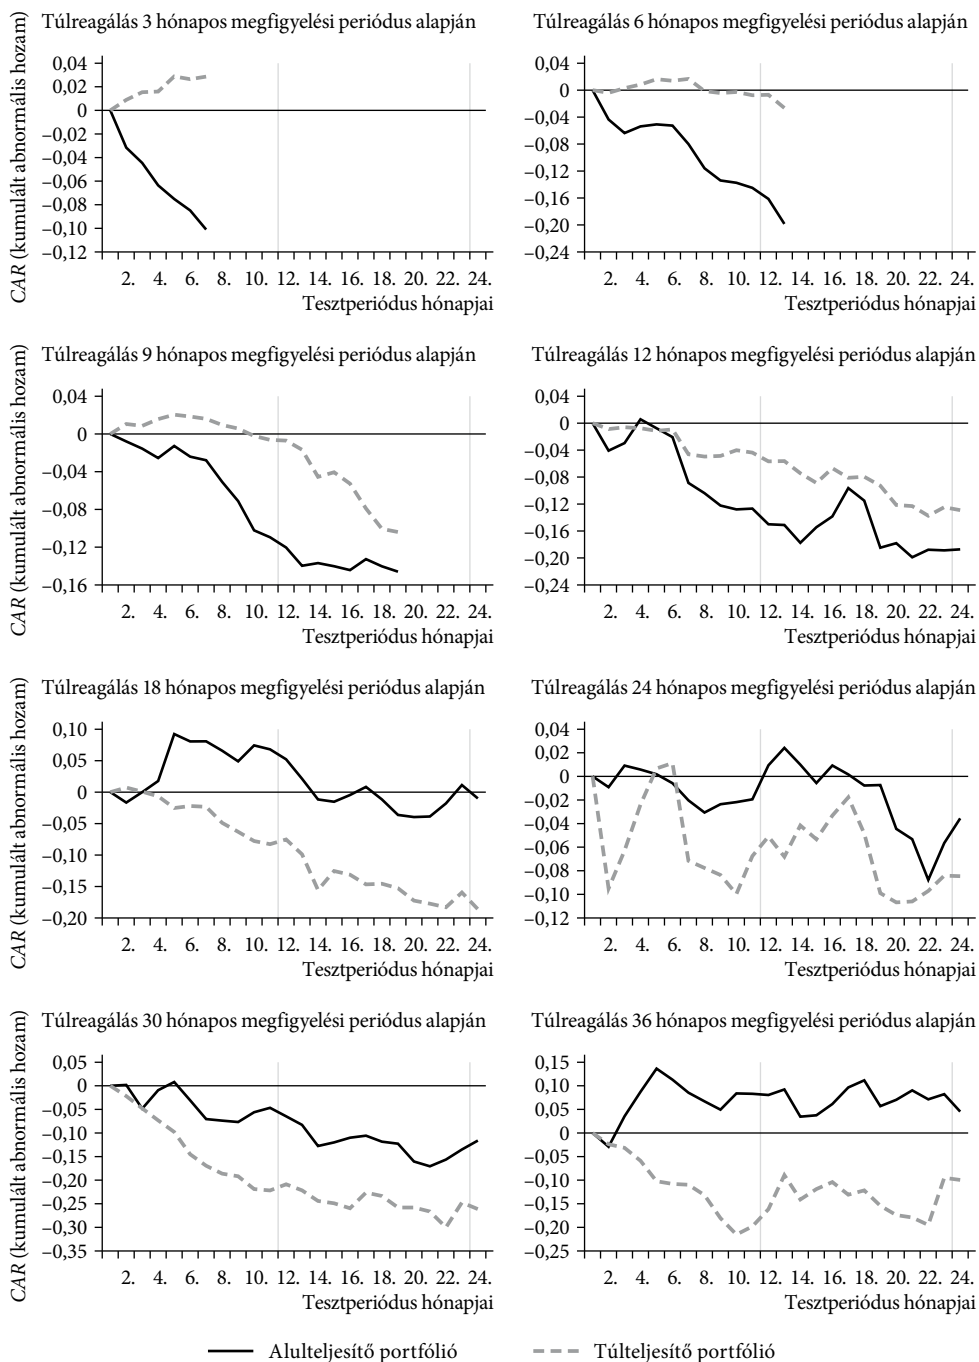 Túlreagálás 3 hónapos megfigyelési periódus alapján
CAR (kumulált abnormális hozam)
0,04
0,02
0
–0,02
–0,04
–0,06
–0,08
–0,10
–0,12
2. 4. 6. 8. 10. 12. 14. 16. 18. 20. 22. 24.
Tesztperiódus hónapjai
Túlreagálás 6 hónapos megfigyelési periódus alapján
0,04
0
–0,04
–0,08
–0,12
–0,16
–0,20
–0,24
2. 4. 6. 8. 10. 12. 14. 16. 18. 20. 22. 24.
Tesztperiódus hónapjai
Túlreagálás 9 hónapos megfigyelési periódus alapján
CAR (kumulált abnormális hozam)
0,04
0
–0,04
–0,08
–0,12
–0,16
2. 4. 6. 8. 10. 12. 14. 16. 18. 20. 22. 24.
Tesztperiódus hónapjai
Túlreagálás 12 hónapos megfigyelési periódus alapján
0,04
0
–0,04
–0,08
–0,12
–0,16
–0,20
–0,24
2. 4. 6. 8. 10. 12. 14. 16. 18. 20. 22. 24.
Tesztperiódus hónapjai
Túlreagálás 18 hónapos megfigyelési periódus alapján
CAR (kumulált abnormális hozam)
0,10
0,05
0
–0,05
–0,10
–0,15
–0,20
2. 4. 6. 8. 10. 12. 14. 16. 18. 20. 22. 24.
Tesztperiódus hónapjai
Túlreagálás 24 hónapos megfigyelési periódus alapján
0,04
0,02
0
–0,02
–0,04
–0,06
–0,08
–0,10
–0,12
2. 4. 6. 8. 10. 12. 14. 16. 18. 20. 22. 24.
Tesztperiódus hónapjai
Túlreagálás 30 hónapos megfigyelési periódus alapján
CAR (kumulált abnormális hozam)
0,05
0
–0,05
–0,10
–0,15
–0,20
–0,25
–0,30
–0,35
2. 4. 6. 8. 10. 12. 14. 16. 18. 20. 22. 24.
Tesztperiódus hónapjai
Túlreagálás 36 hónapos megfigyelési periódus alapján
0,15
0,10
0,05
0
–0,05
–0,10
–0,15
–0,20
–0,25
2. 4. 6. 8. 10. 12. 14. 16. 18. 20. 22. 24.
Tesztperiódus hónapjai
Alulteljesítő portfólió
Túlteljesítő portfólió